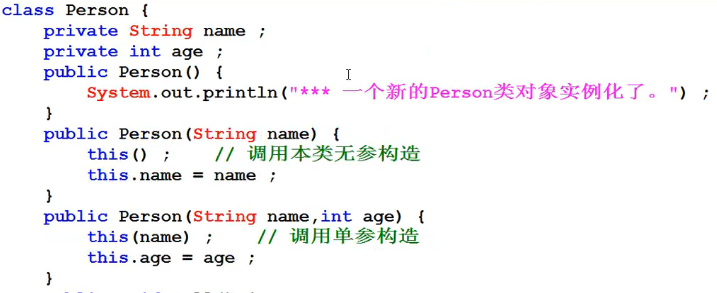 class Person {
    private String name ;
    private int age ;
    public Person() {
        System.out.println("*** 一个新的Person类对象实例化了。") ;
    }
    public Person(String name) {
        this() ;    // 调用本类无参构造
        this.name = name ;
    }
    public Person(String name,int age) {
        this(name) ;    // 调用单参构造
        this.age = age ;
    }